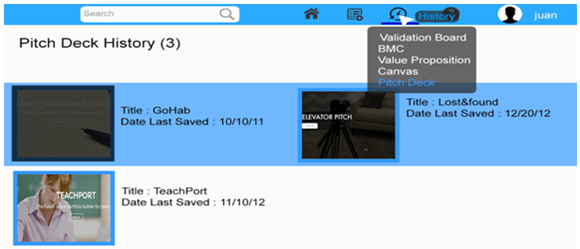 Search
History
juan
Pitch Deck History (3)
Validation Board
BMC
Value Proposition
Canvas
Pitch Deck
Title : GoHab
Date Last Saved : 10/10/11
Title : Lost&found
Date Last Saved : 12/20/12
ELEVATOR PITCH
TEACHPORT
Title : TeachPort
Date Last Saved : 11/10/12